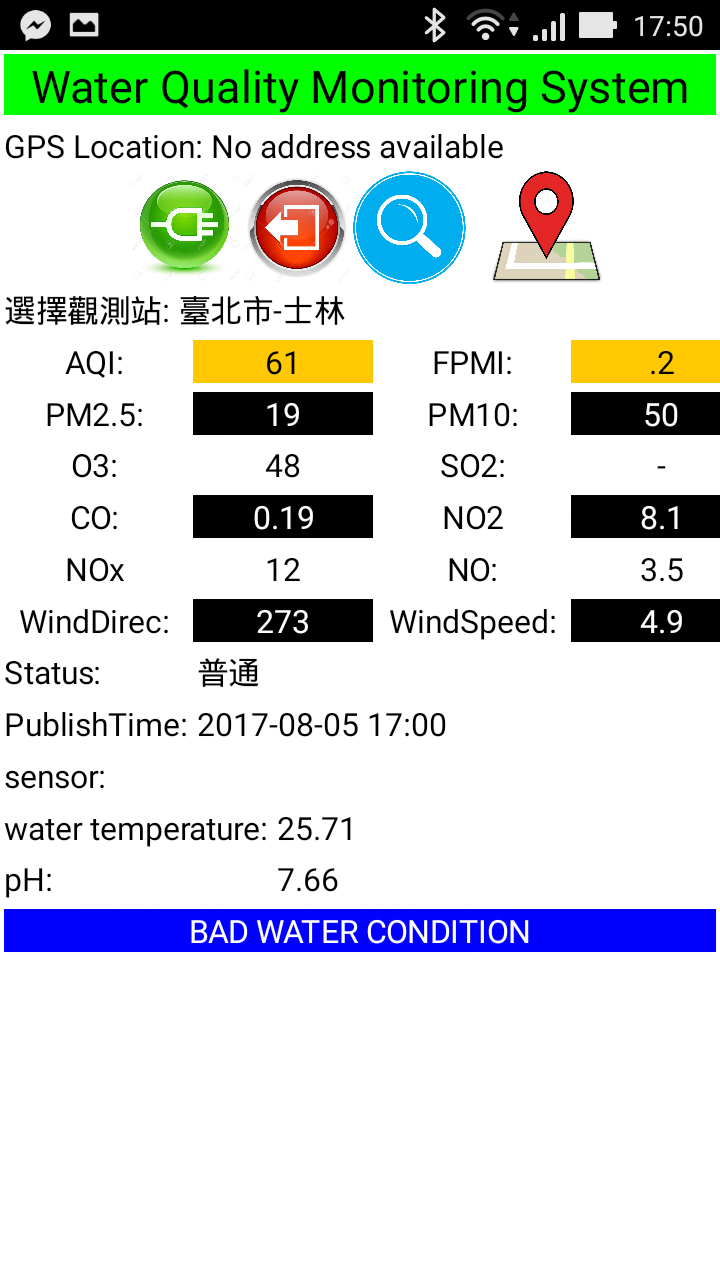 17:50
Water Quality Monitoring System
GPS Location: No address available
選擇觀測站: 臺北市-士林
AQI: 61 FPMI: .2
PM2.5: 19 PM10: 50
O3: 48 SO2: -
CO: 0.19 NO2 8.1
NOx 12 NO: 3.5
WindDirec: 273 WindSpeed: 4.9
Status: 普通
PublishTime: 2017-08-05 17:00
sensor:
water temperature: 25.71
pH: 7.66
BAD WATER CONDITION